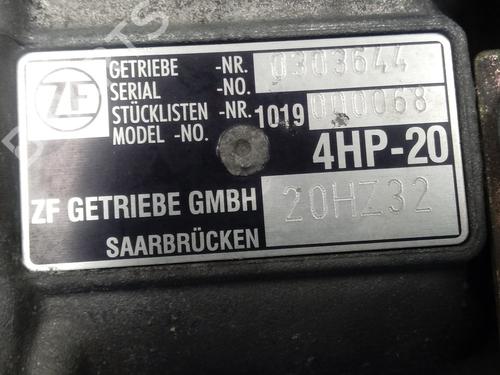 ZF
GETRIEBE -NR. 0303644
SERIAL -NO.
STÜCKLISTEN -NR. 1019 000068
MODEL -NO.
4HP-20
ZF GETRIEBE GMBH 20HZ32
SAARBRÜCKEN